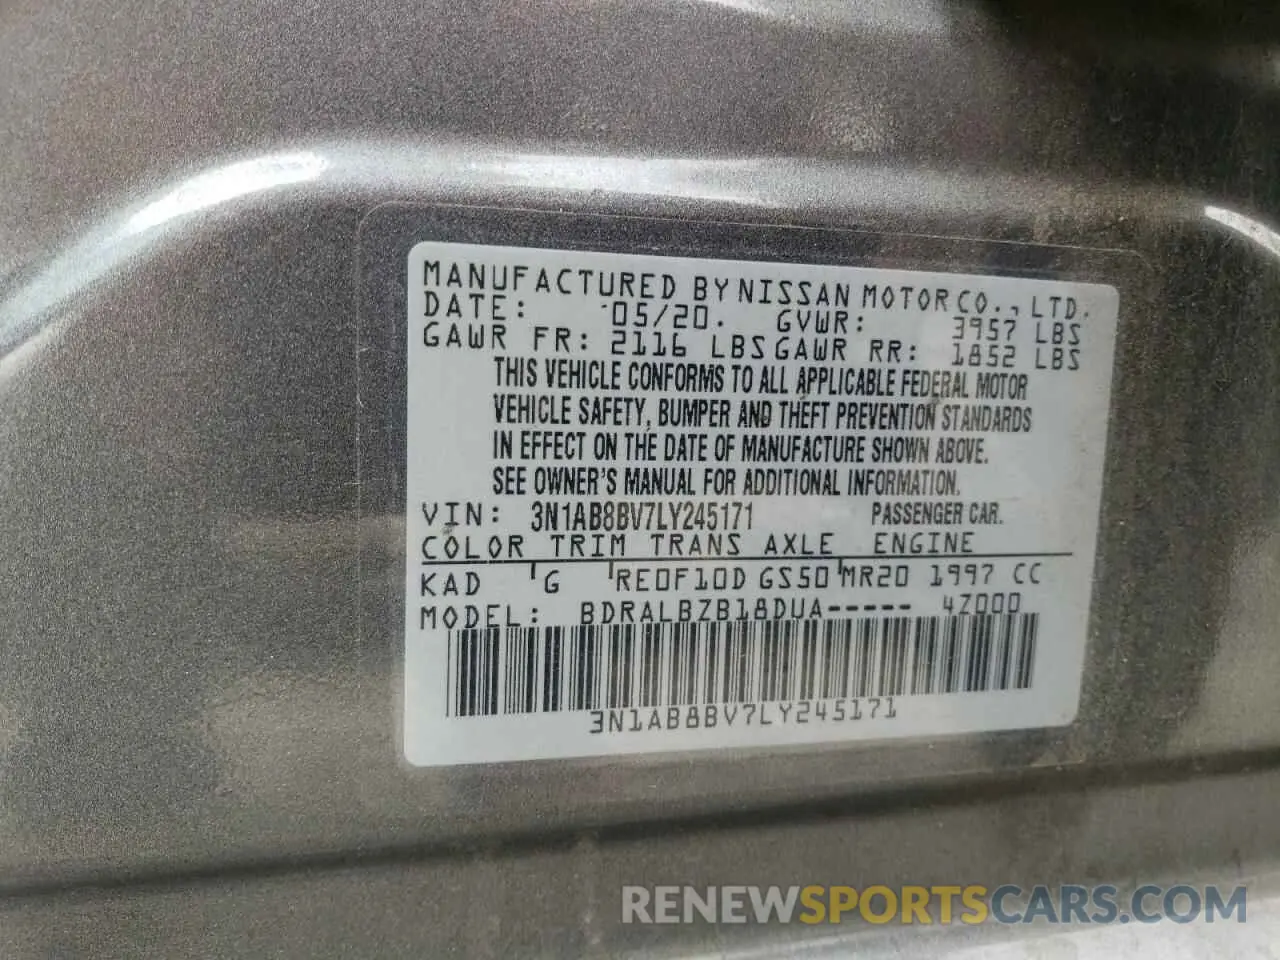 MANUFACTURED BY NISSAN MOTOR CO., LTD.
DATE: 05/20. GVWR: 3957 LBS
GAWR FR: 2116 LBS GAWR RR: 1852 LBS
THIS VEHICLE CONFORMS TO ALL APPLICABLE FEDERAL MOTOR
VEHICLE SAFETY, BUMPER AND THEFT PREVENTION STANDARDS
IN EFFECT ON THE DATE OF MANUFACTURE SHOWN ABOVE.
SEE OWNER'S MANUAL FOR ADDITIONAL INFORMATION.
VIN: 3N1AB8BV7LY245171 PASSENGER CAR.
COLOR TRIM TRANS AXLE ENGINE
KAD G RE0F10D GS50 MR20 1997 CC
MODEL: BDRALBZB18DUA----- 4Z000
3N1AB8BV7LY245171
RENEWSPORTSCARS.COM